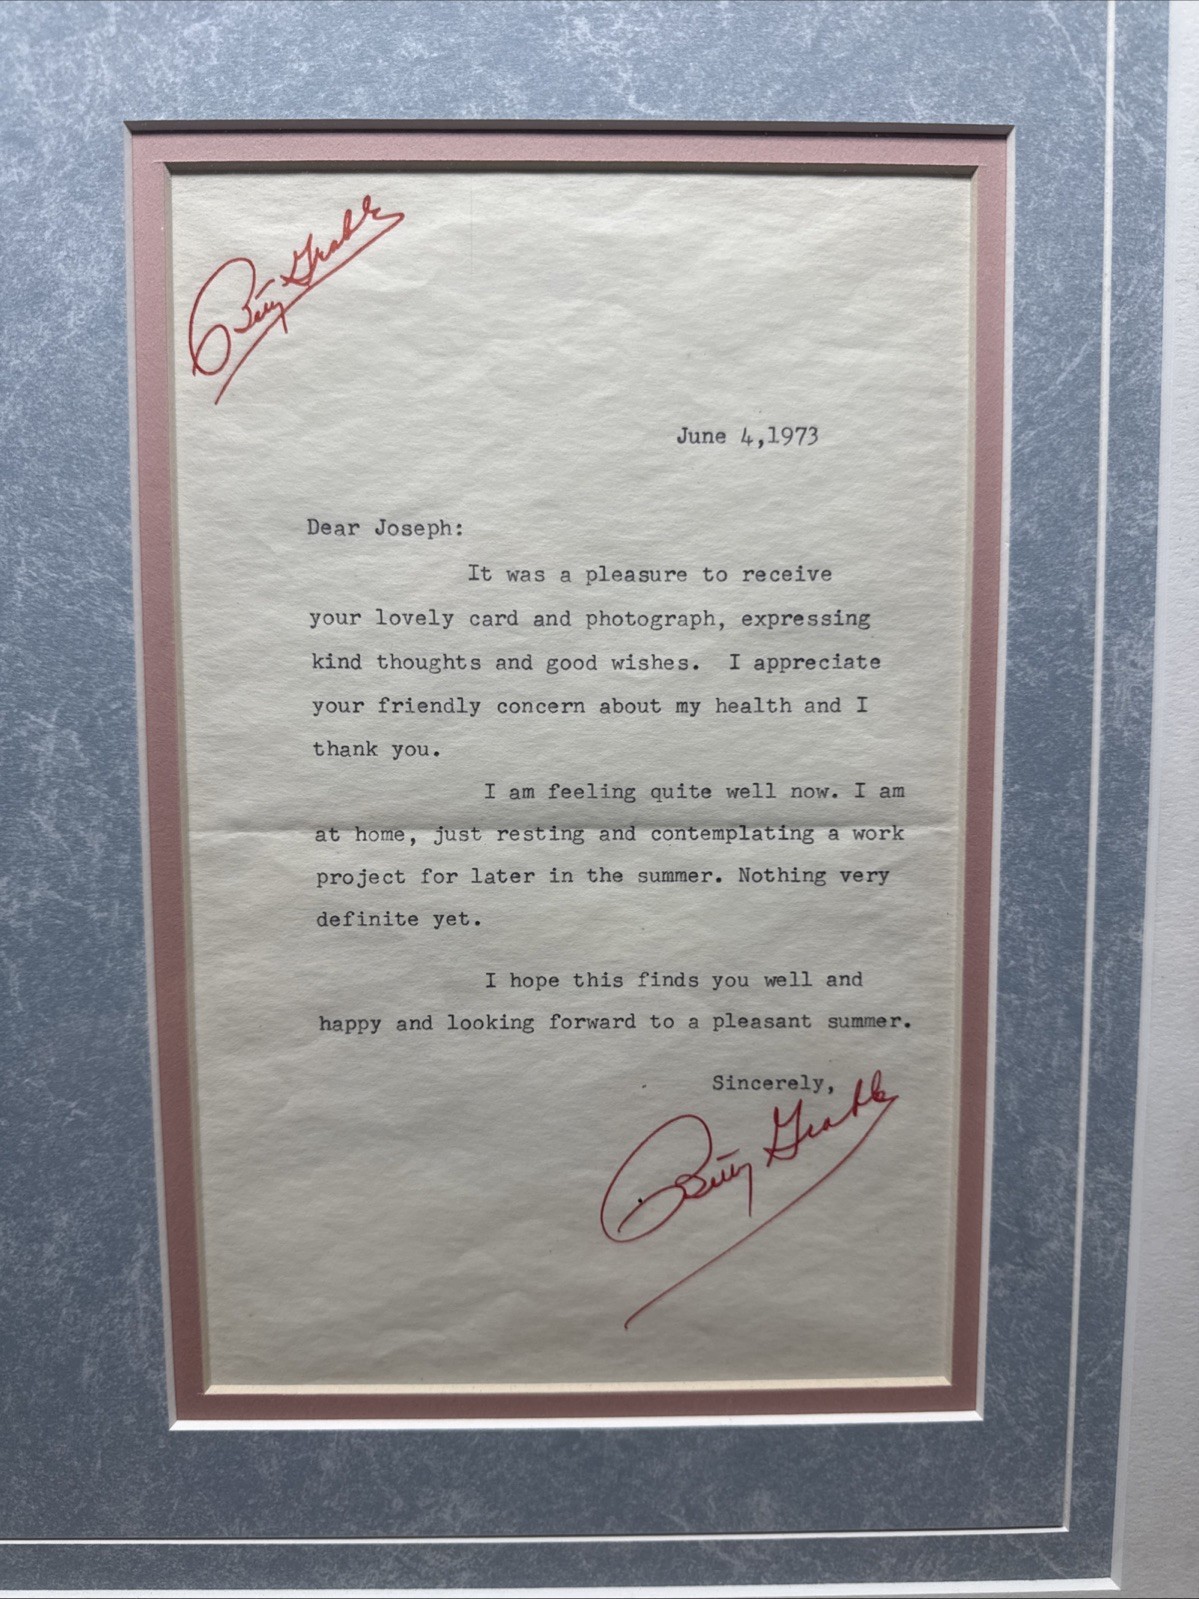 Betty Grable
June 4,1973
Dear Joseph:
It was a pleasure to receive
your lovely card and photograph, expressing
kind thoughts and good wishes.  I appreciate
your friendly concern about my health and I
thank you.
I am feeling quite well now. I am
at home, just resting and contemplating a work
project for later in the summer. Nothing very
definite yet.
I hope this finds you well and
happy and looking forward to a pleasant summer.
Sincerely,
Betty Grable